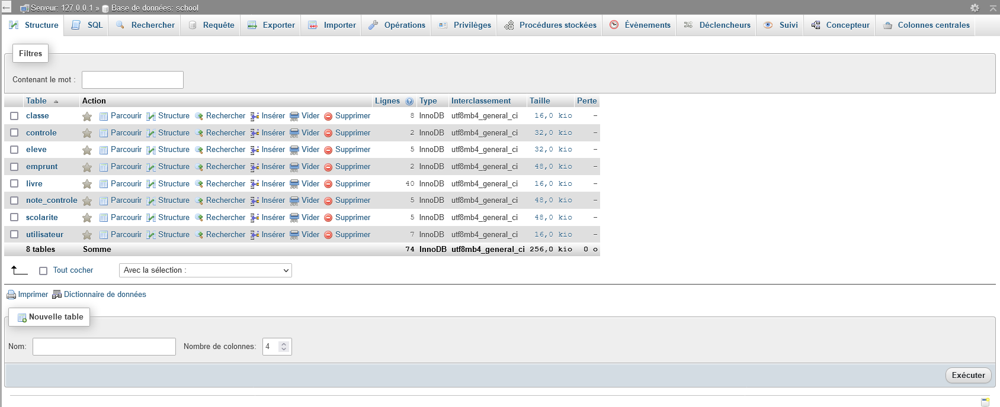 Serveur: 127.0.0.1 » Base de données: school
Structure SQL Rechercher Requête Exporter Importer Opérations Privilèges Procédures stockées Évènements Déclencheurs Suivi Concepteur Colonnes centrales
Filtres
Contenant le mot :
Table Action Lignes Type Interclassement Taille Perte
classe Parcourir Structure Rechercher Insérer Vider Supprimer 8 InnoDB utf8mb4_general_ci 16,0 kio -
controle Parcourir Structure Rechercher Insérer Vider Supprimer 2 InnoDB utf8mb4_general_ci 32,0 kio -
eleve Parcourir Structure Rechercher Insérer Vider Supprimer 5 InnoDB utf8mb4_general_ci 32,0 kio -
emprunt Parcourir Structure Rechercher Insérer Vider Supprimer 2 InnoDB utf8mb4_general_ci 48,0 kio -
livre Parcourir Structure Rechercher Insérer Vider Supprimer 40 InnoDB utf8mb4_general_ci 16,0 kio -
note_controle Parcourir Structure Rechercher Insérer Vider Supprimer 5 InnoDB utf8mb4_general_ci 48,0 kio -
scolarite Parcourir Structure Rechercher Insérer Vider Supprimer 5 InnoDB utf8mb4_general_ci 48,0 kio -
utilisateur Parcourir Structure Rechercher Insérer Vider Supprimer 7 InnoDB utf8mb4_general_ci 16,0 kio -
8 tables Somme 74 InnoDB utf8mb4_general_ci 256,0 kio 0 o
Tout cocher Avec la sélection :
Imprimer Dictionnaire de données
Nouvelle table
Nom: Nombre de colonnes: 4
Exécuter